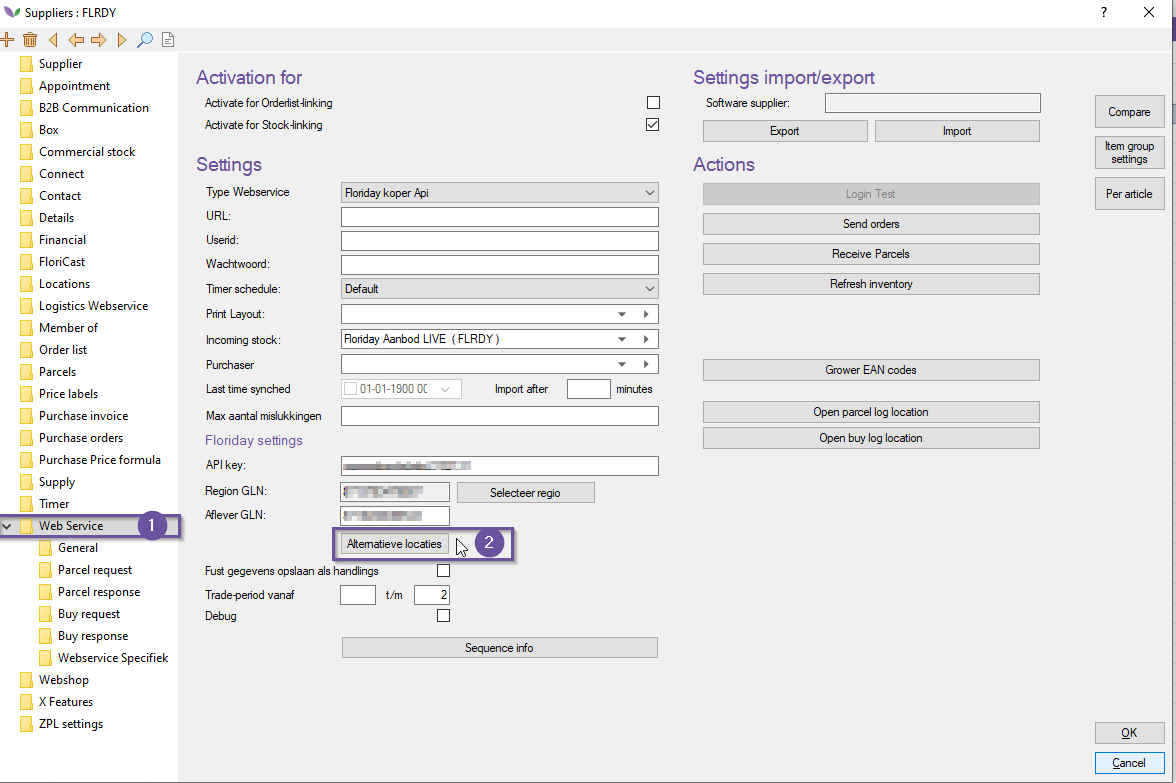 Suppliers : FLRDY
?
Supplier
Appointment
B2B Communication
Box
Commercial stock
Connect
Contact
Details
Financial
FloriCast
Locations
Logistics Webservice
Member of
Order list
Parcels
Price labels
Purchase invoice
Purchase orders
Purchase Price formula
Supply
Timer
Web Service 1
General
Parcel request
Parcel response
Buy request
Buy response
Webservice Specifiek
Webshop
X Features
ZPL settings
Activation for
Activate for Orderlist-linking
Activate for Stock-linking
Settings
Type Webservice Floriday koper Api
URL:
Userid:
Wachtwoord:
Timer schedule: Default
Print Layout:
Incoming stock: Floriday Aanbod LIVE ( FLRDY )
Purchaser
Last time synched 01-01-1900 Import after minutes
Max aantal mislukkingen
Floriday settings
API key:
Region GLN: Selecteer regio
Aflever GLN:
Alternatieve locaties 2
Fust gegevens opslaan als handlings
Trade-period vanaf t/m 2
Debug
Sequence info
Settings import/export
Software supplier:
Export Import
Actions
Login Test
Send orders
Receive Parcels
Refresh inventory
Grower EAN codes
Open parcel log location
Open buy log location
Compare
Item group
settings
Per article
OK
Cancel